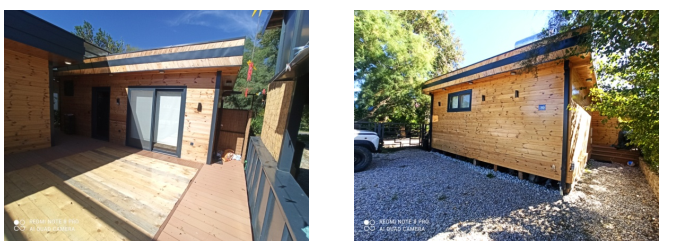 REDMI NOTE 8 PRO
AI QUAD CAMERA
REDMI NOTE 8 PRO
AI QUAD CAMERA